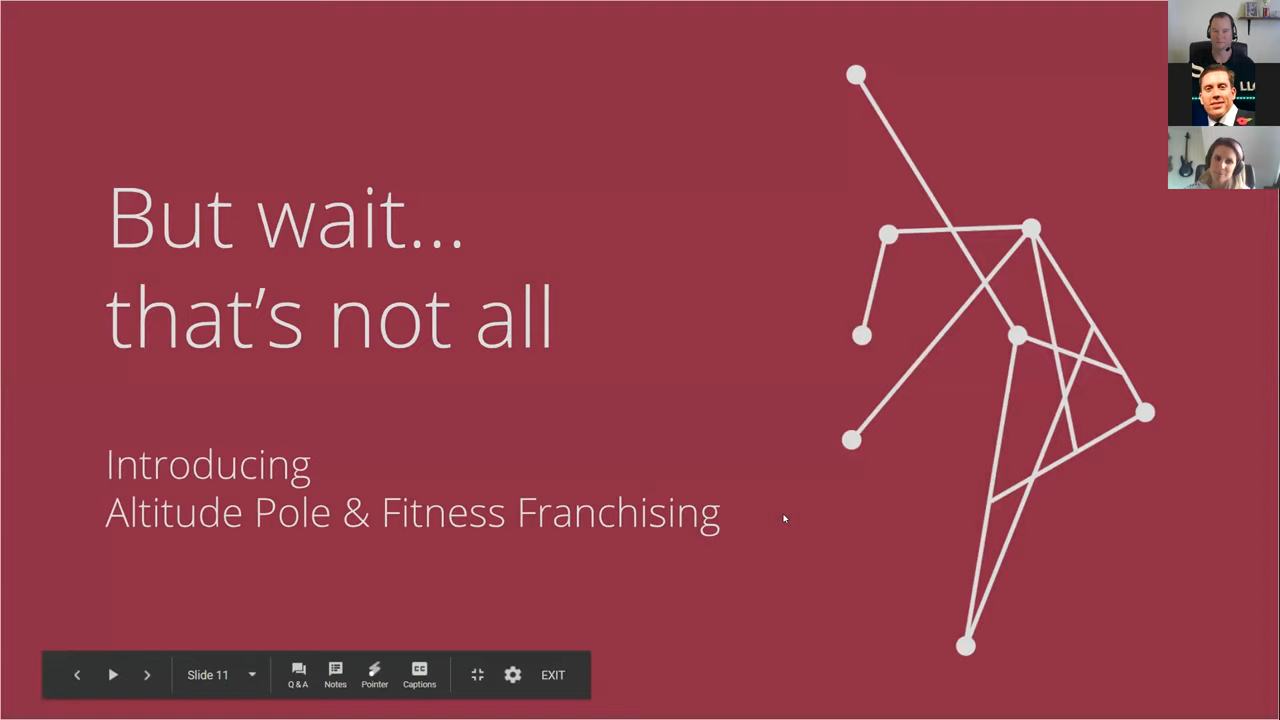 But wait...
that's not all
Introducing
Altitude Pole & Fitness Franchising
Slide 11
Q & A
Notes
Pointer
Captions
EXIT